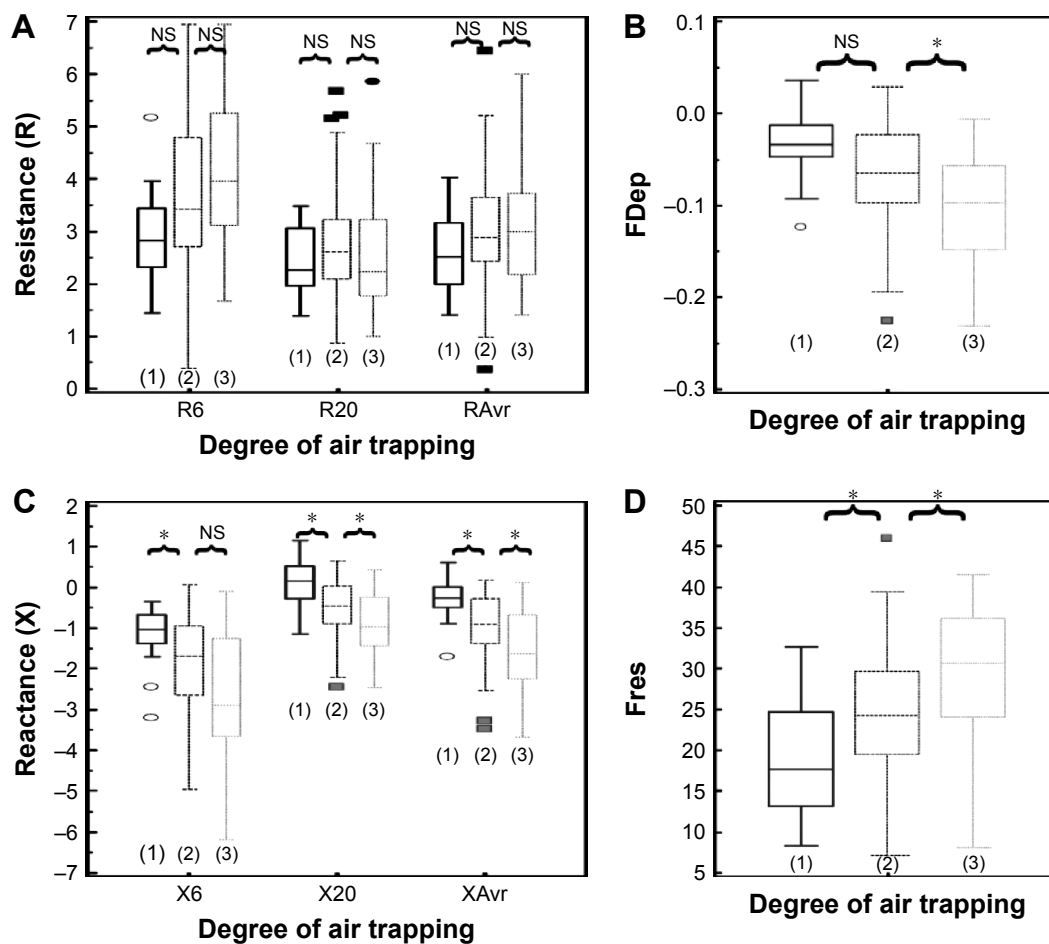 A
Resistance (R)
7
6
5
4
3
2
1
0
NS NS NS NS NS NS
(1) (2) (3) (1) (2) (3) (1) (2) (3)
R6 R20 RAvr
Degree of air trapping
B
FDep
0.1
0.0
–0.1
–0.2
–0.3
NS *
(1) (2) (3)
Degree of air trapping
C
Reactance (X)
2
1
0
–1
–2
–3
–4
–5
–6
–7
* NS * * * *
(1) (2) (3) (1) (2) (3) (1) (2) (3)
X6 X20 XAvr
Degree of air trapping
D
Fres
50
45
40
35
30
25
20
15
10
5
* *
(1) (2) (3)
Degree of air trapping